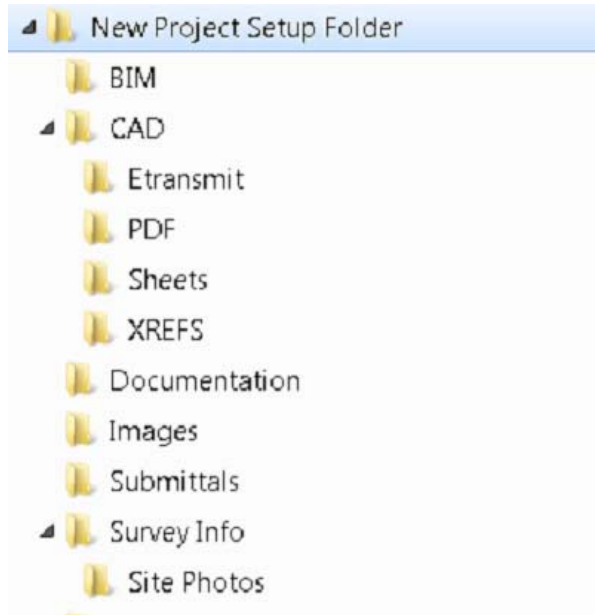 New Project Setup Folder
BIM
CAD
Etransmit
PDF
Sheets
XREFS
Documentation
Images
Submittals
Survey Info
Site Photos